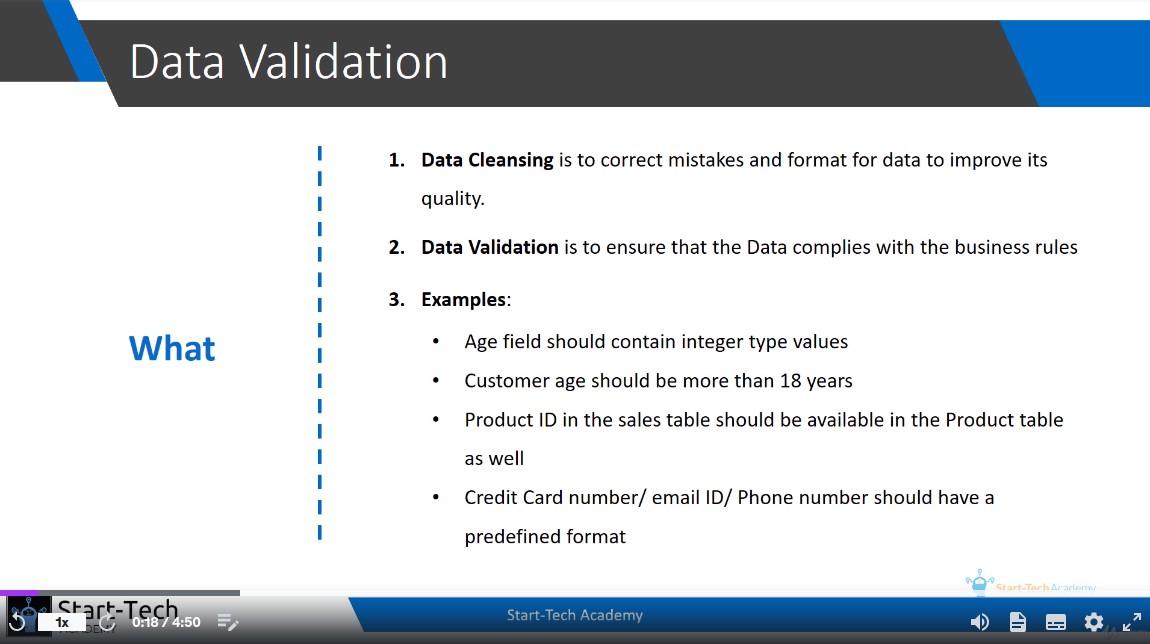 Data Validation
1. Data Cleansing is to correct mistakes and format for data to improve its
quality.
2. Data Validation is to ensure that the Data complies with the business rules
3. Examples:
What
• Age field should contain integer type values
• Customer age should be more than 18 years
• Product ID in the sales table should be available in the Product table
as well
• Credit Card number/ email ID/ Phone number should have a
predefined format
Start-Tech Academy
Start-Tech
ACADEMY
1x
0:18 / 4:50
Start-Tech Academy